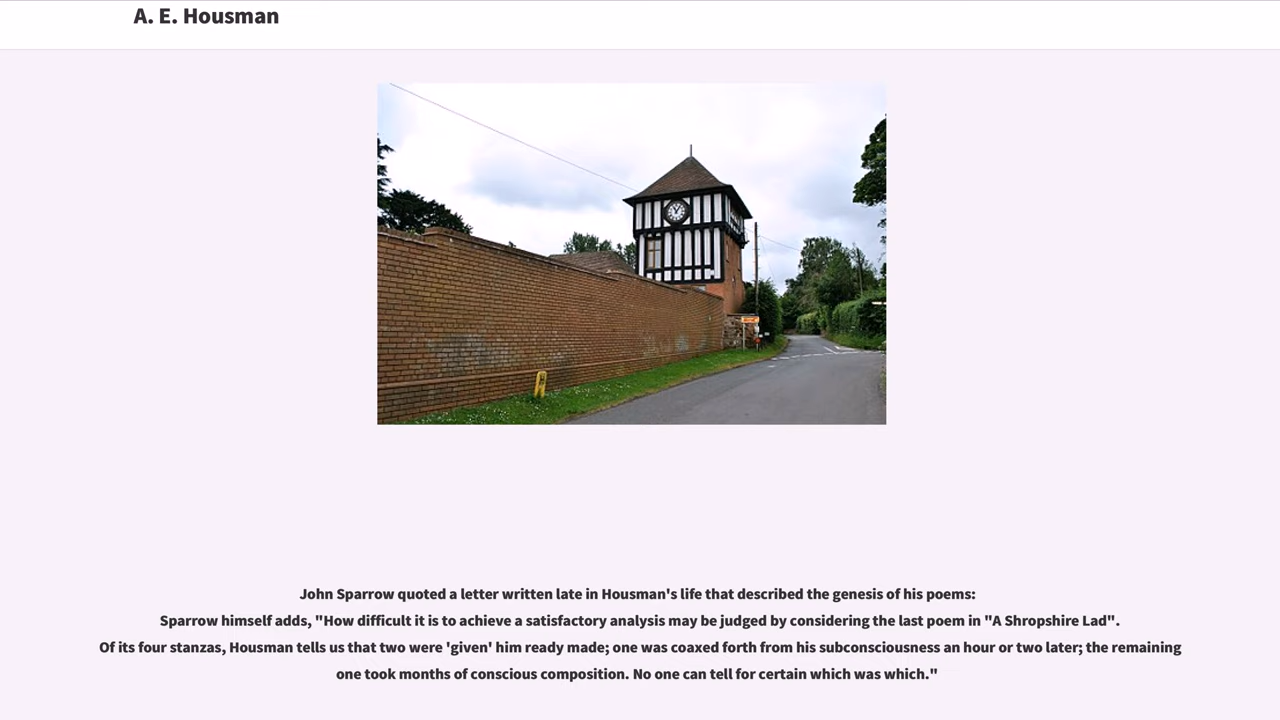 A. E. Housman
John Sparrow quoted a letter written late in Housman's life that described the genesis of his poems:
Sparrow himself adds, "How difficult it is to achieve a satisfactory analysis may be judged by considering the last poem in "A Shropshire Lad".
Of its four stanzas, Housman tells us that two were 'given' him ready made; one was coaxed forth from his subconsciousness an hour or two later; the remaining
one took months of conscious composition. No one can tell for certain which was which."